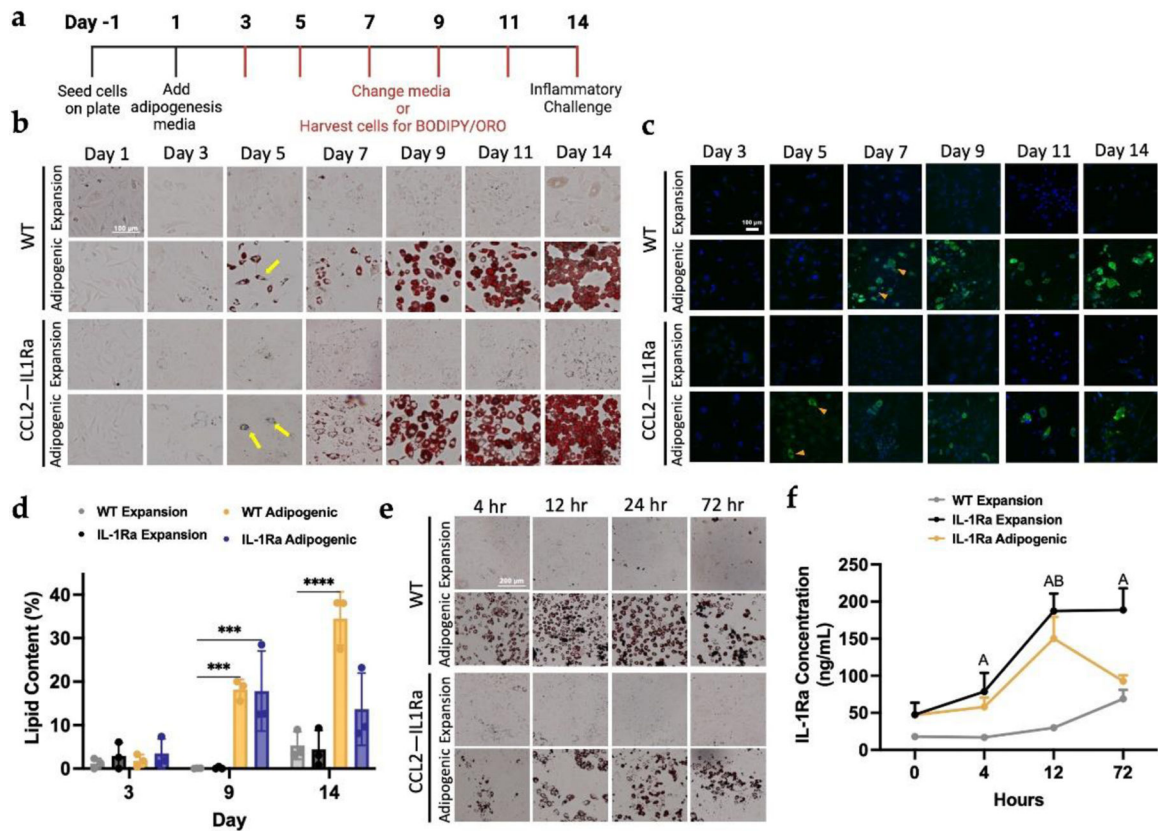 a
Day -1 1 3 5 7 9 11 14
Seed cells
on plate
Add
adipogenesis
media
Change media
or
Harvest cells for BODIPY/ORO
Inflammatory
Challenge
b
Day 1 Day 3 Day 5 Day 7 Day 9 Day 11 Day 14
WT
Expansion
100 µm
Adipogenic
CCL2—IL1Ra
Expansion
Adipogenic
c
Day 3 Day 5 Day 7 Day 9 Day 11 Day 14
WT
Expansion
100 µm
Adipogenic
CCL2—IL1Ra
Expansion
Adipogenic
d
WT Expansion WT Adipogenic
IL-1Ra Expansion IL-1Ra Adipogenic
Lipid Content (%)
40
30
20
10
0
***
***
****
3 9 14
Day
e
4 hr 12 hr 24 hr 72 hr
WT
Expansion
200 µm
Adipogenic
CCL2—IL1Ra
Expansion
Adipogenic
f
WT Expansion
IL-1Ra Expansion
IL-1Ra Adipogenic
IL-1Ra Concentration
(ng/mL)
250
200
150
100
50
0
A
AB
A
0 4 12 72
Hours